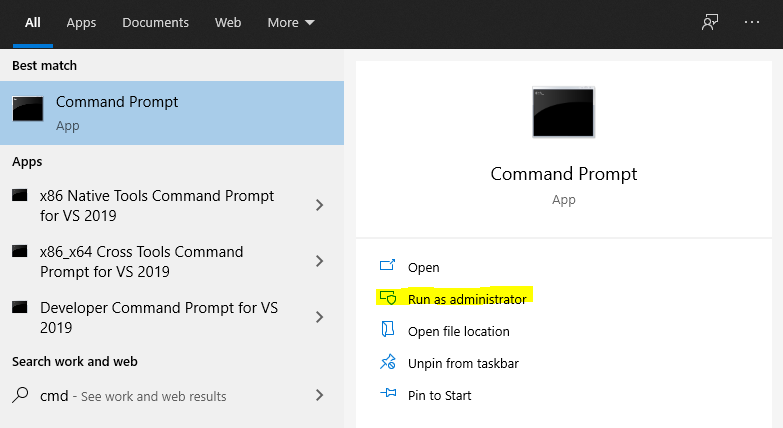 All Apps Documents Web More
Best match
Command Prompt
App
Apps
x86 Native Tools Command Prompt
for VS 2019
x86_x64 Cross Tools Command
Prompt for VS 2019
Developer Command Prompt for VS
2019
Search work and web
cmd - See work and web results
Command Prompt
App
Open
Run as administrator
Open file location
Unpin from taskbar
Pin to Start